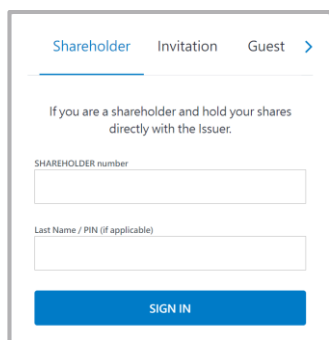 Shareholder Invitation Guest
If you are a shareholder and hold your shares
directly with the Issuer.
SHAREHOLDER number
Last Name / PIN (if applicable)
SIGN IN